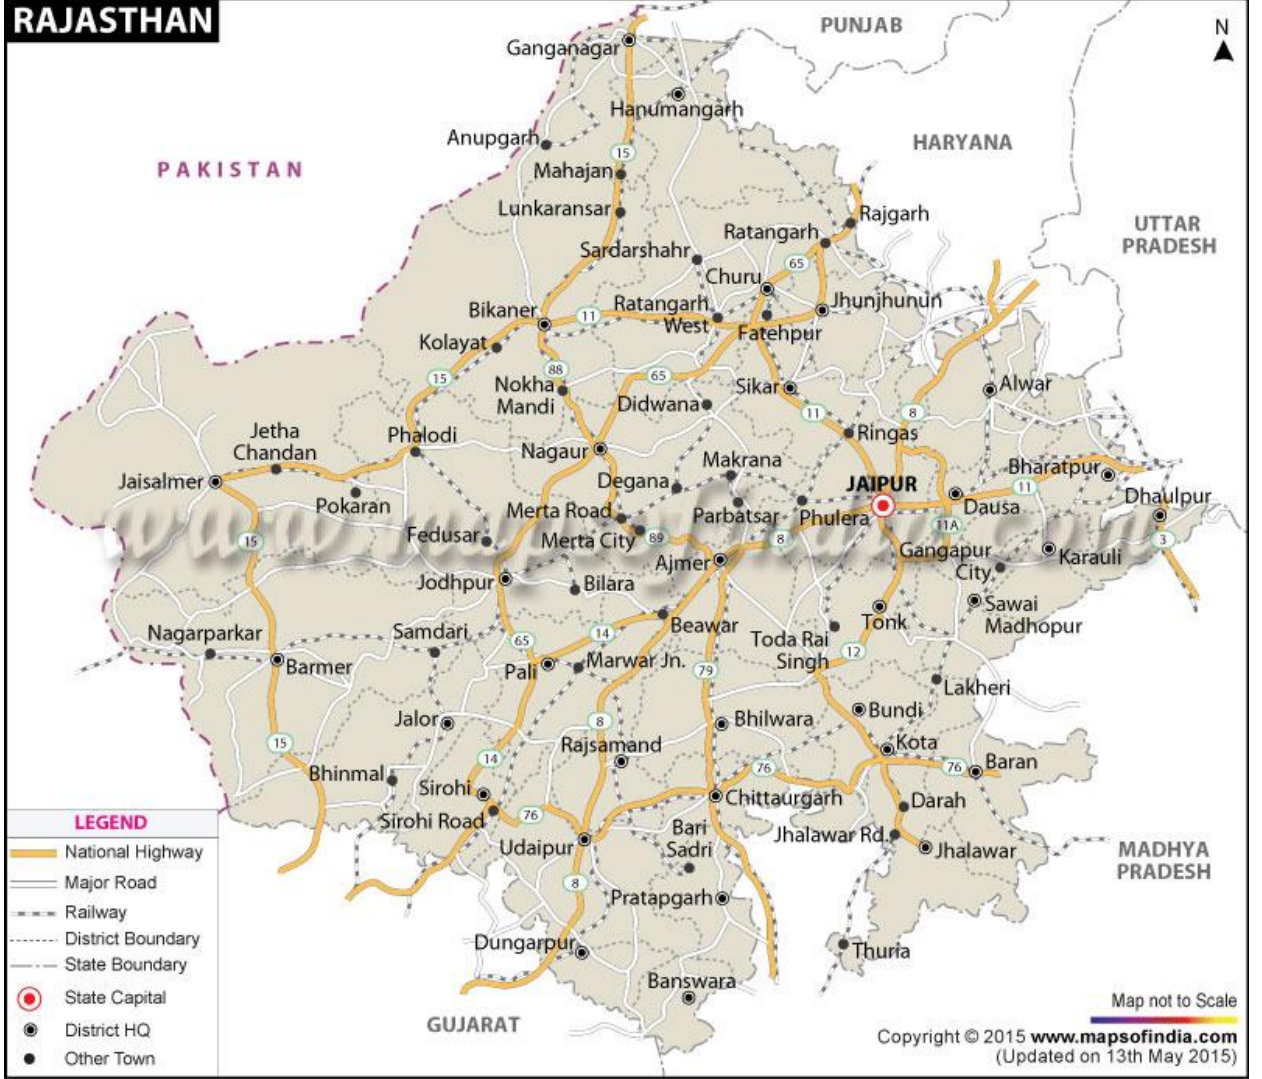 RAJASTHAN
PUNJAB
N
Ganganagar
Hanumangarh
Anupgarh
HARYANA
15
PAKISTAN
Mahajan
Lunkaransar
Rajgarh
Ratangarh
UTTAR
PRADESH
Sardarshahr
65
Churu
Bikaner
11
Ratangarh
West
Jhunjhunun
Fatehpur
Kolayat
15
88
65
Nokha
Mandi
Sikar
Alwar
Didwana
11
8
Jetha
Chandan
Phalodi
Ringas
Nagaur
Makrana
Bharatpur
Jaisalmer
Degana
JAIPUR
11
Pokaran
Dausa
Dhaulpur
Merta Road
Parbatsar
Phulera
11A
www.mapsofindia.com
15
Fedusar
Merta City
89
8
3
Gangapur
City
Karauli
Ajmer
Jodhpur
Bilara
Sawai
Madhopur
Nagarparkar
Samdari
65
14
Beawar
Tonk
Toda Rai
Singh
12
Barmer
Pali
Marwar Jn.
79
Lakheri
Jalor
8
Bhilwara
Bundi
15
Rajsamand
Kota
14
76
76
Baran
Bhinmal
Sirohi
Chittaurgarh
Darah
Sirohi Road
76
Bari
Sadri
Jhalawar Rd.
Udaipur
Jhalawar
MADHYA
PRADESH
8
Pratapgarh
Dungarpur
Thuria
Banswara
GUJARAT
LEGEND
National Highway
Major Road
Railway
District Boundary
State Boundary
State Capital
District HQ
Other Town
Map not to Scale
Copyright © 2015 www.mapsofindia.com
(Updated on 13th May 2015)